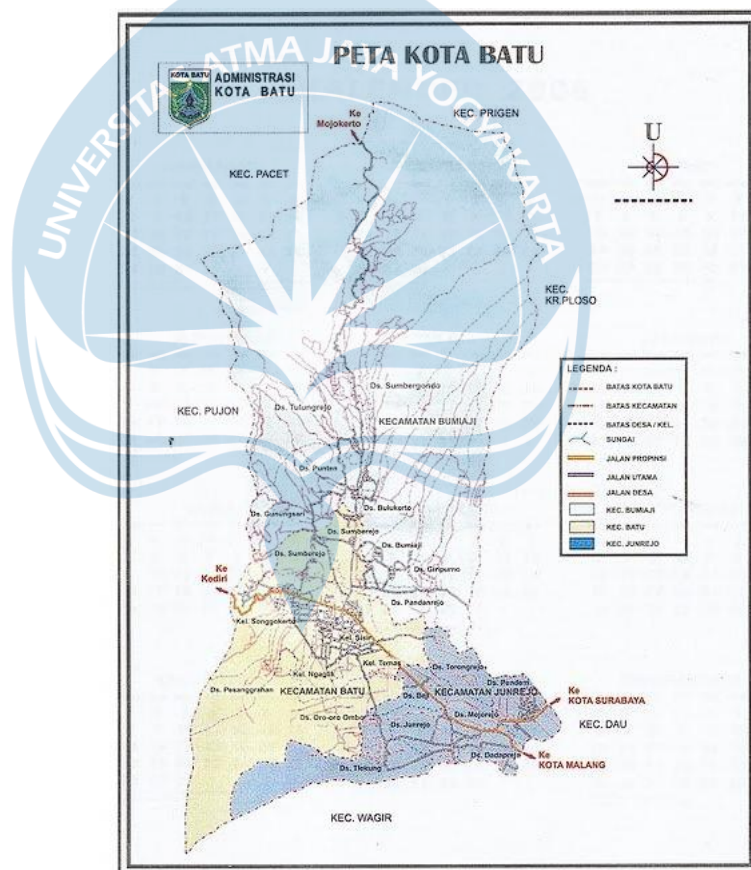 PETA KOTA BATU
KOTA BATU
ADMINISTRASI
KOTA BATU
UNIVERSITAS ATMA JAYA YOGYAKARTA
Ke
Mojokerto
KEC. PRIGEN
U
KEC. PACET
KEC.
KR.PLOSO
LEGENDA :
BATAS KOTA BATU
BATAS KECAMATAN
BATAS DESA / KEL.
SUNGAI
JALAN PROPINSI
JALAN UTAMA
JALAN DESA
KEC. BUMIAJI
KEC. BATU
KEC. JUNREJO
Ds. Sumbergondo
KEC. PUJON
Ds. Tulungrejo
KECAMATAN BUMIAJI
Ds. Punten
Ds. Gunungsari
Ds. Bulukerto
Ds. Sumberejo
Ds. Bumiaji
Ds. Sumberejo
Ds. Giripurno
Ke
Kediri
Ds. Pandanrejo
Kel. Songgokerto
Kel. Sisir
Kel. Temas
Kel. Ngaglik
Ds. Torongrejo
Ds. Pendem
Ds. Pesanggrahan
KECAMATAN BATU
Ds. Beji
KECAMATAN JUNREJO
Ke
KOTA SURABAYA
Ds. Oro-oro Ombo
Ds. Junrejo
Ds. Mojorejo
KEC. DAU
Ds. Tlekung
Ds. Dadaprejo
Ke
KOTA MALANG
KEC. WAGIR